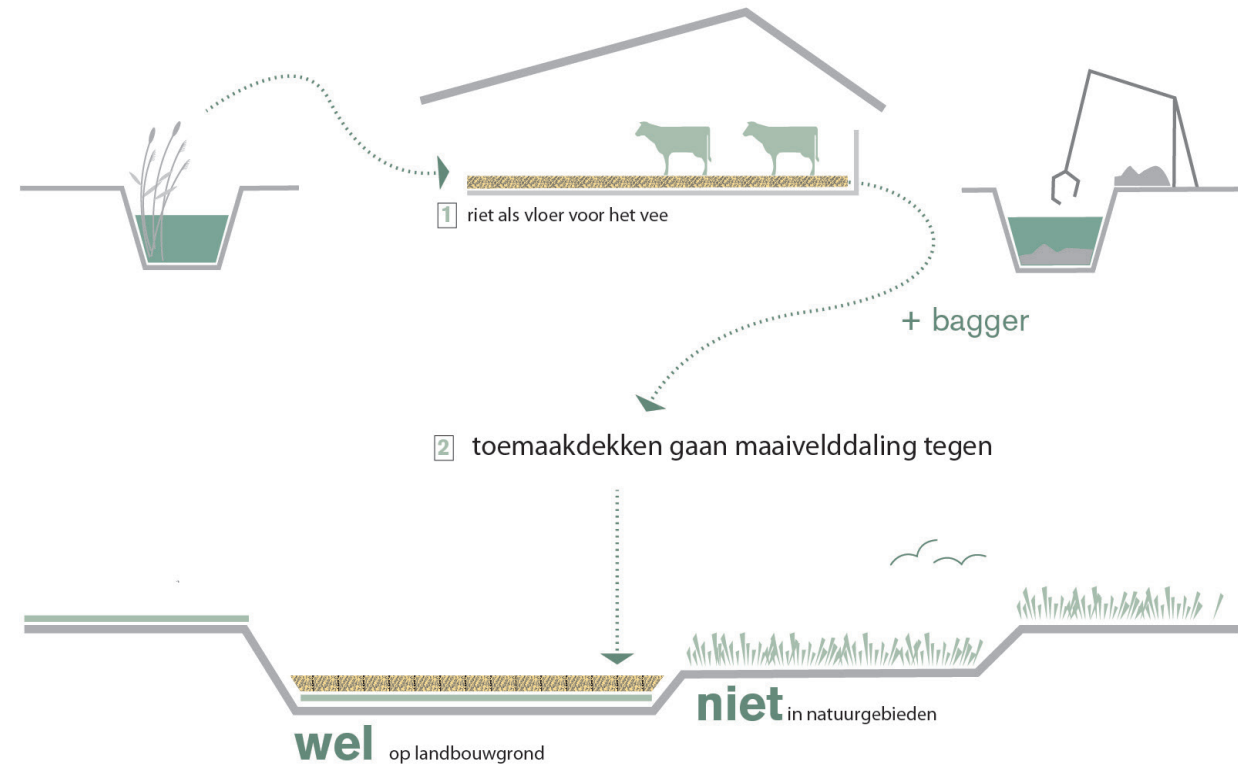 1 riet als vloer voor het vee
+ bagger
2 toemaakdekken gaan maaivelddaling tegen
niet in natuurgebieden
wel op landbouwgrond